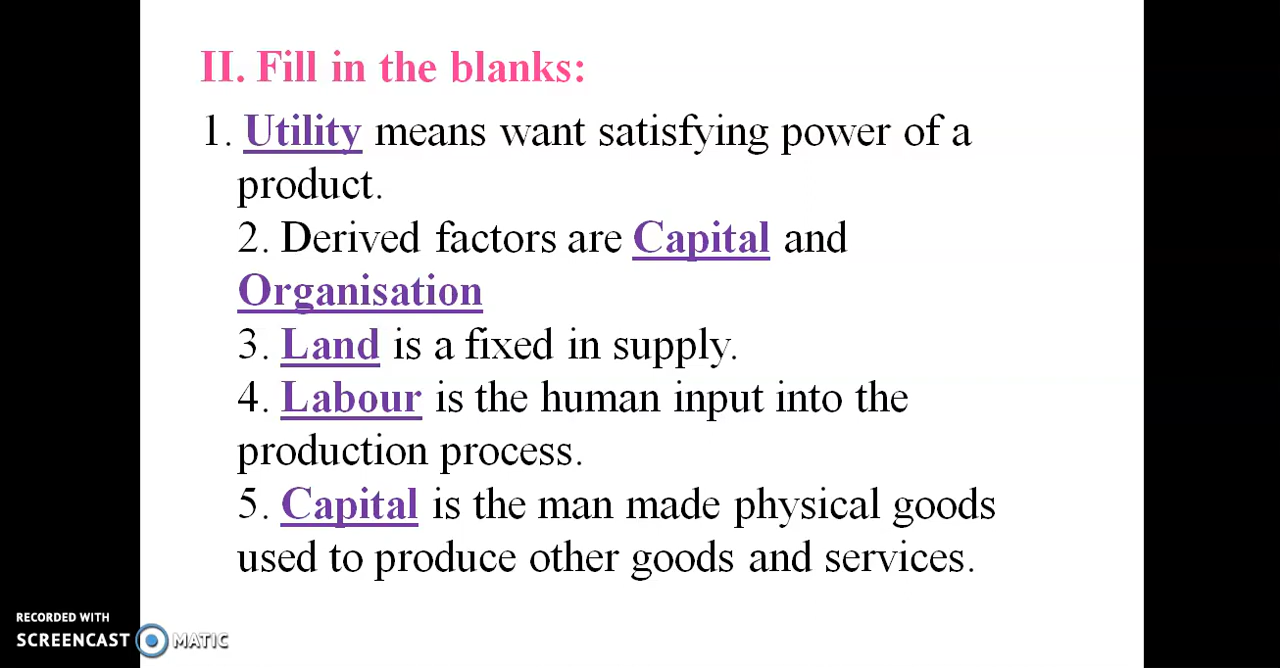 II. Fill in the blanks:
1. Utility means want satisfying power of a
product.
2. Derived factors are Capital and
Organisation
3. Land is a fixed in supply.
4. Labour is the human input into the
production process.
5. Capital is the man made physical goods
used to produce other goods and services.
RECORDED WITH
SCREENCAST MATIC